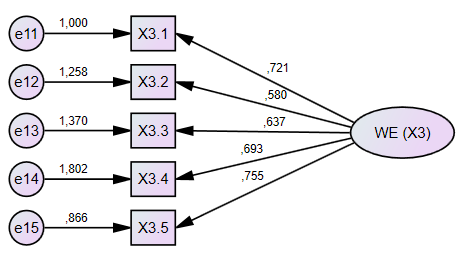 e11 1,000 X3.1 ,721
e12 1,258 X3.2 ,580
e13 1,370 X3.3 ,637 WE (X3)
e14 1,802 X3.4 ,693
e15 ,866 X3.5 ,755